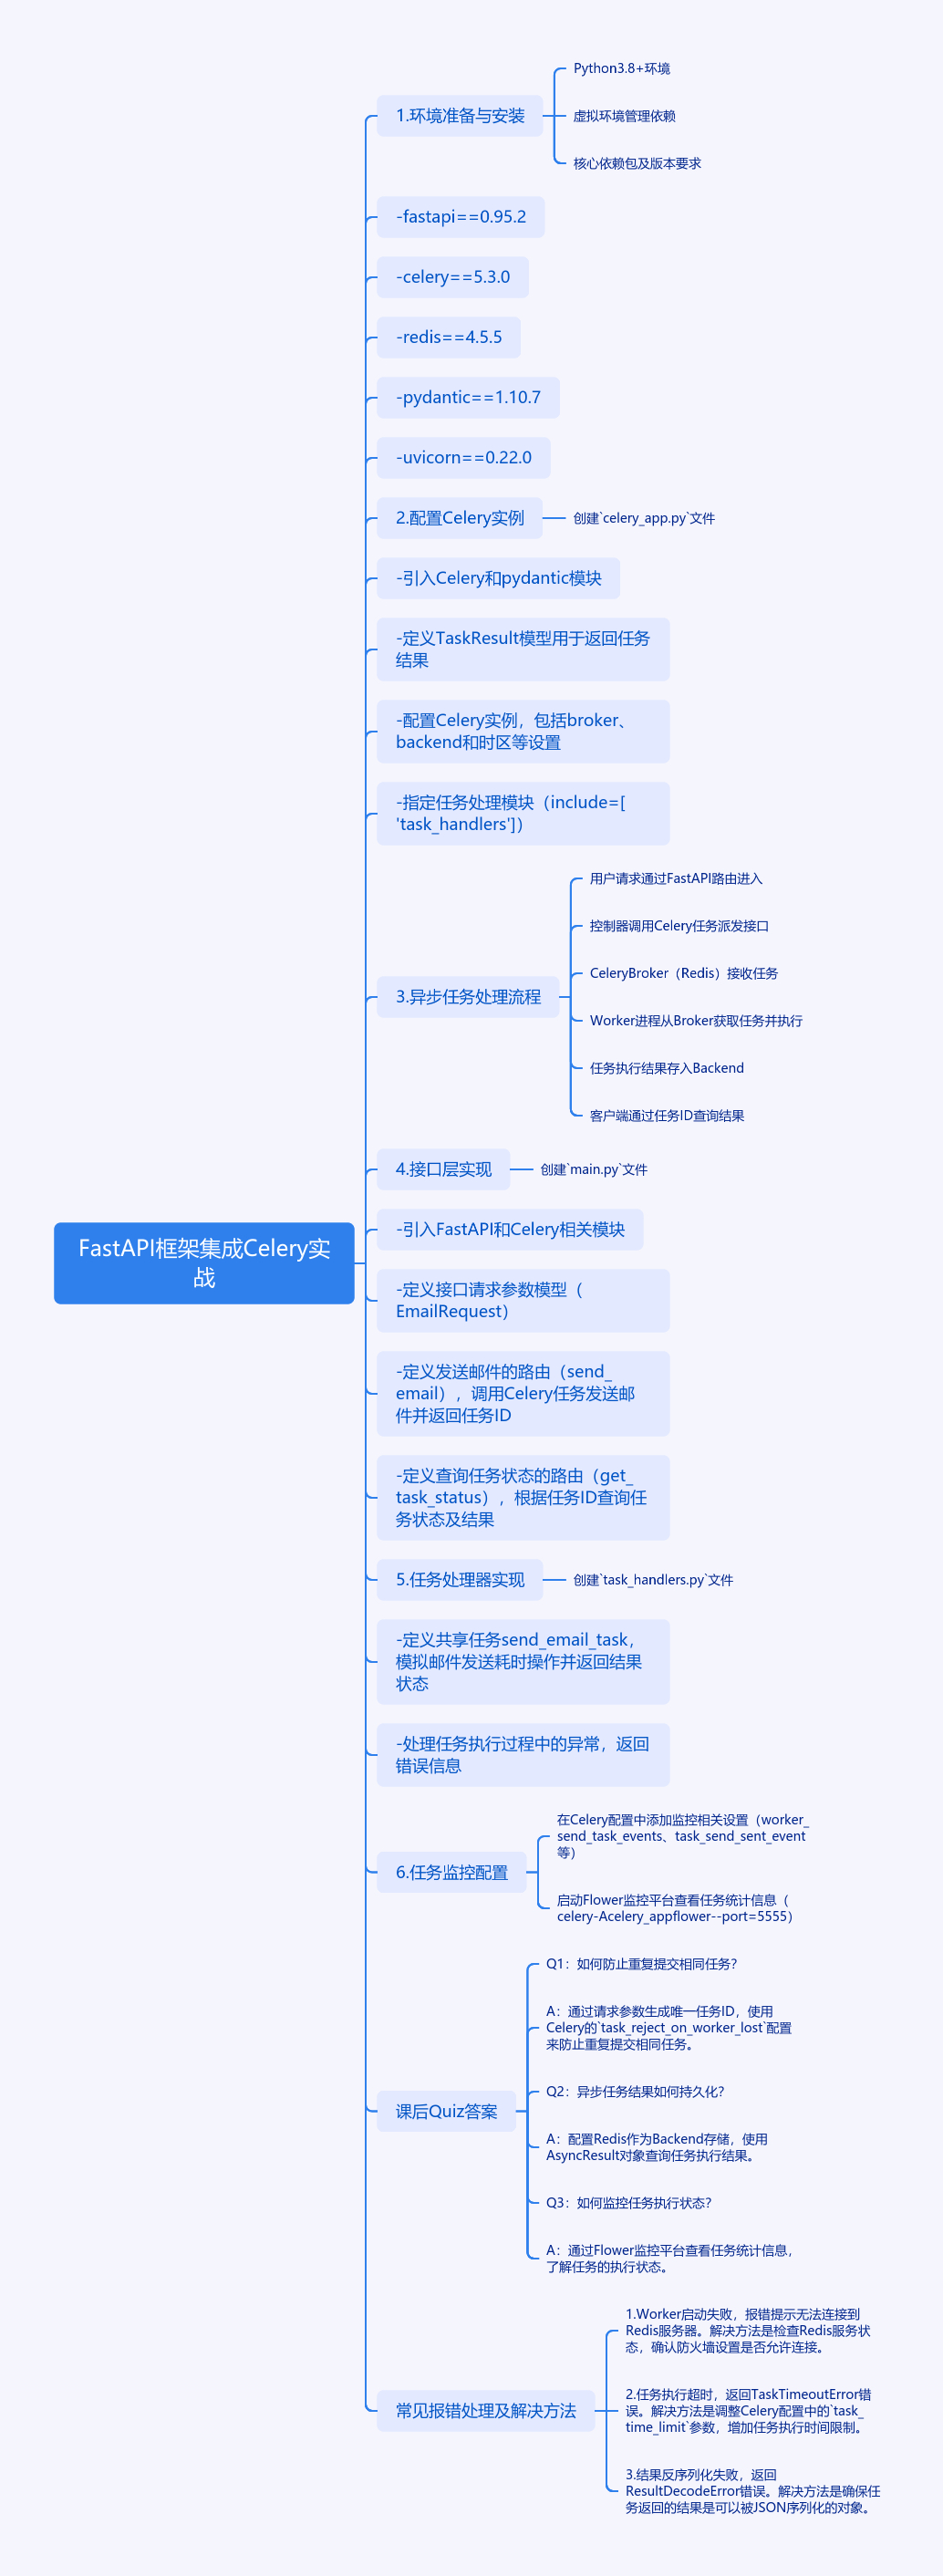 Python3.8+环境
1.环境准备与安装
虚拟环境管理依赖
核心依赖包及版本要求
-fastapi==0.95.2
-celery==5.3.0
-redis==4.5.5
-pydantic==1.10.7
-uvicorn==0.22.0
2.配置Celery实例
创建`celery_app.py`文件
-引入Celery和pydantic模块
-定义TaskResult模型用于返回任务
结果
-配置Celery实例，包括broker、
backend和时区等设置
-指定任务处理模块（include=[
'task_handlers']）
用户请求通过FastAPI路由进入
控制器调用Celery任务派发接口
CeleryBroker（Redis）接收任务
3.异步任务处理流程
Worker进程从Broker获取任务并执行
任务执行结果存入Backend
客户端通过任务ID查询结果
4.接口层实现
创建`main.py`文件
-引入FastAPI和Celery相关模块
FastAPI框架集成Celery实
战
-定义接口请求参数模型（
EmailRequest）
-定义发送邮件的路由（send_
email），调用Celery任务发送邮
件并返回任务ID
-定义查询任务状态的路由（get_
task_status），根据任务ID查询任
务状态及结果
5.任务处理器实现
创建`task_handlers.py`文件
-定义共享任务send_email_task，
模拟邮件发送耗时操作并返回结果
状态
-处理任务执行过程中的异常，返回
错误信息
6.任务监控配置
在Celery配置中添加监控相关设置（worker_
send_task_events、task_send_sent_event
等）
启动Flower监控平台查看任务统计信息（
celery-Acelery_appflower--port=5555）
课后Quiz答案
Q1：如何防止重复提交相同任务？
A：通过请求参数生成唯一任务ID，使用
Celery的`task_reject_on_worker_lost`配置
来防止重复提交相同任务。
Q2：异步任务结果如何持久化？
A：配置Redis作为Backend存储，使用
AsyncResult对象查询任务执行结果。
Q3：如何监控任务执行状态？
A：通过Flower监控平台查看任务统计信息，
了解任务的执行状态。
常见报错处理及解决方法
1.Worker启动失败，报错提示无法连接到
Redis服务器。解决方法是检查Redis服务状
态，确认防火墙设置是否允许连接。
2.任务执行超时，返回TaskTimeoutError错
误。解决方法是调整Celery配置中的`task_
time_limit`参数，增加任务执行时间限制。
3.结果反序列化失败，返回
ResultDecodeError错误。解决方法是确保任
务返回的结果是可以被JSON序列化的对象。